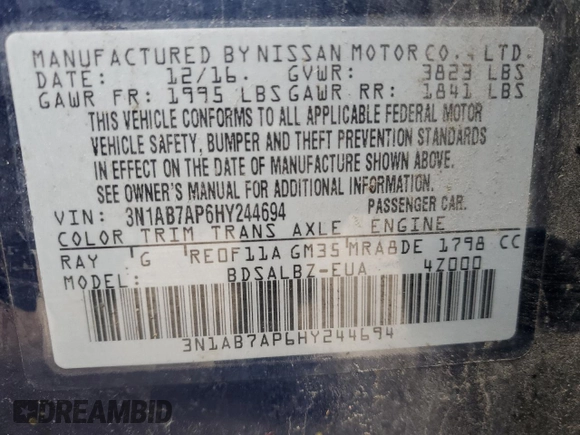 MANUFACTURED BY NISSAN MOTOR CO., LTD.
DATE: 12/16. GVWR: 3823 LBS
GAWR FR: 1995 LBS GAWR RR: 1841 LBS
THIS VEHICLE CONFORMS TO ALL APPLICABLE FEDERAL MOTOR
VEHICLE SAFETY, BUMPER AND THEFT PREVENTION STANDARDS
IN EFFECT ON THE DATE OF MANUFACTURE SHOWN ABOVE.
SEE OWNER'S MANUAL FOR ADDITIONAL INFORMATION.
VIN: 3N1AB7AP6HY244694 PASSENGER CAR.
COLOR TRIM TRANS AXLE ENGINE
RAY G RE0F11A GM35 MRA8DE 1798 CC
MODEL: BDSALBZ-EUA 4Z000
3N1AB7AP6HY244694
DREAMBID